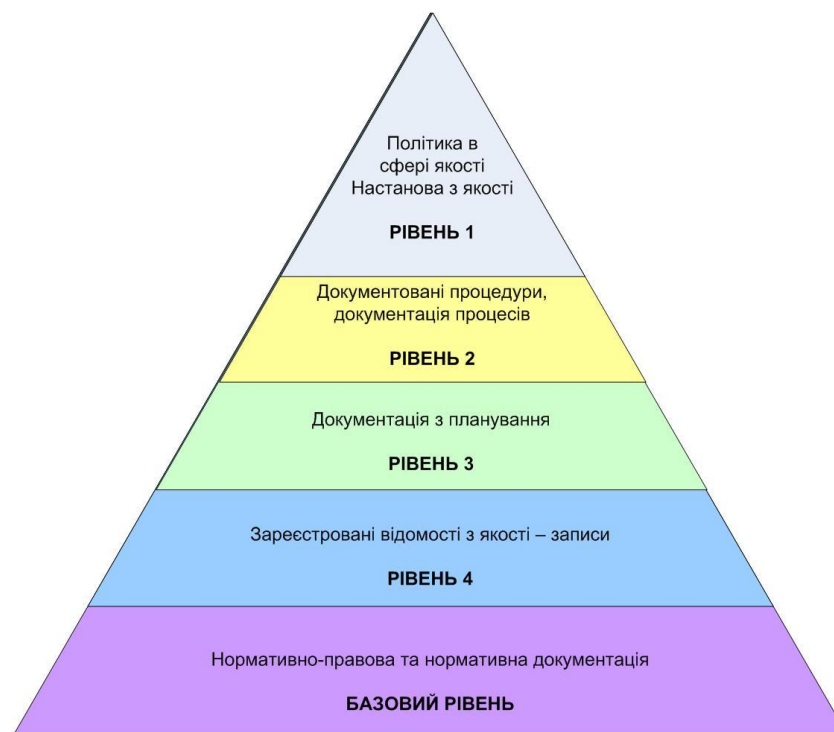 Політика в
сфері якості
Настанова з якості
РІВЕНЬ 1
Документовані процедури,
документація процесів
РІВЕНЬ 2
Документація з планування
РІВЕНЬ 3
Зареєстровані відомості з якості – записи
РІВЕНЬ 4
Нормативно-правова та нормативна документація
БАЗОВИЙ РІВЕНЬ